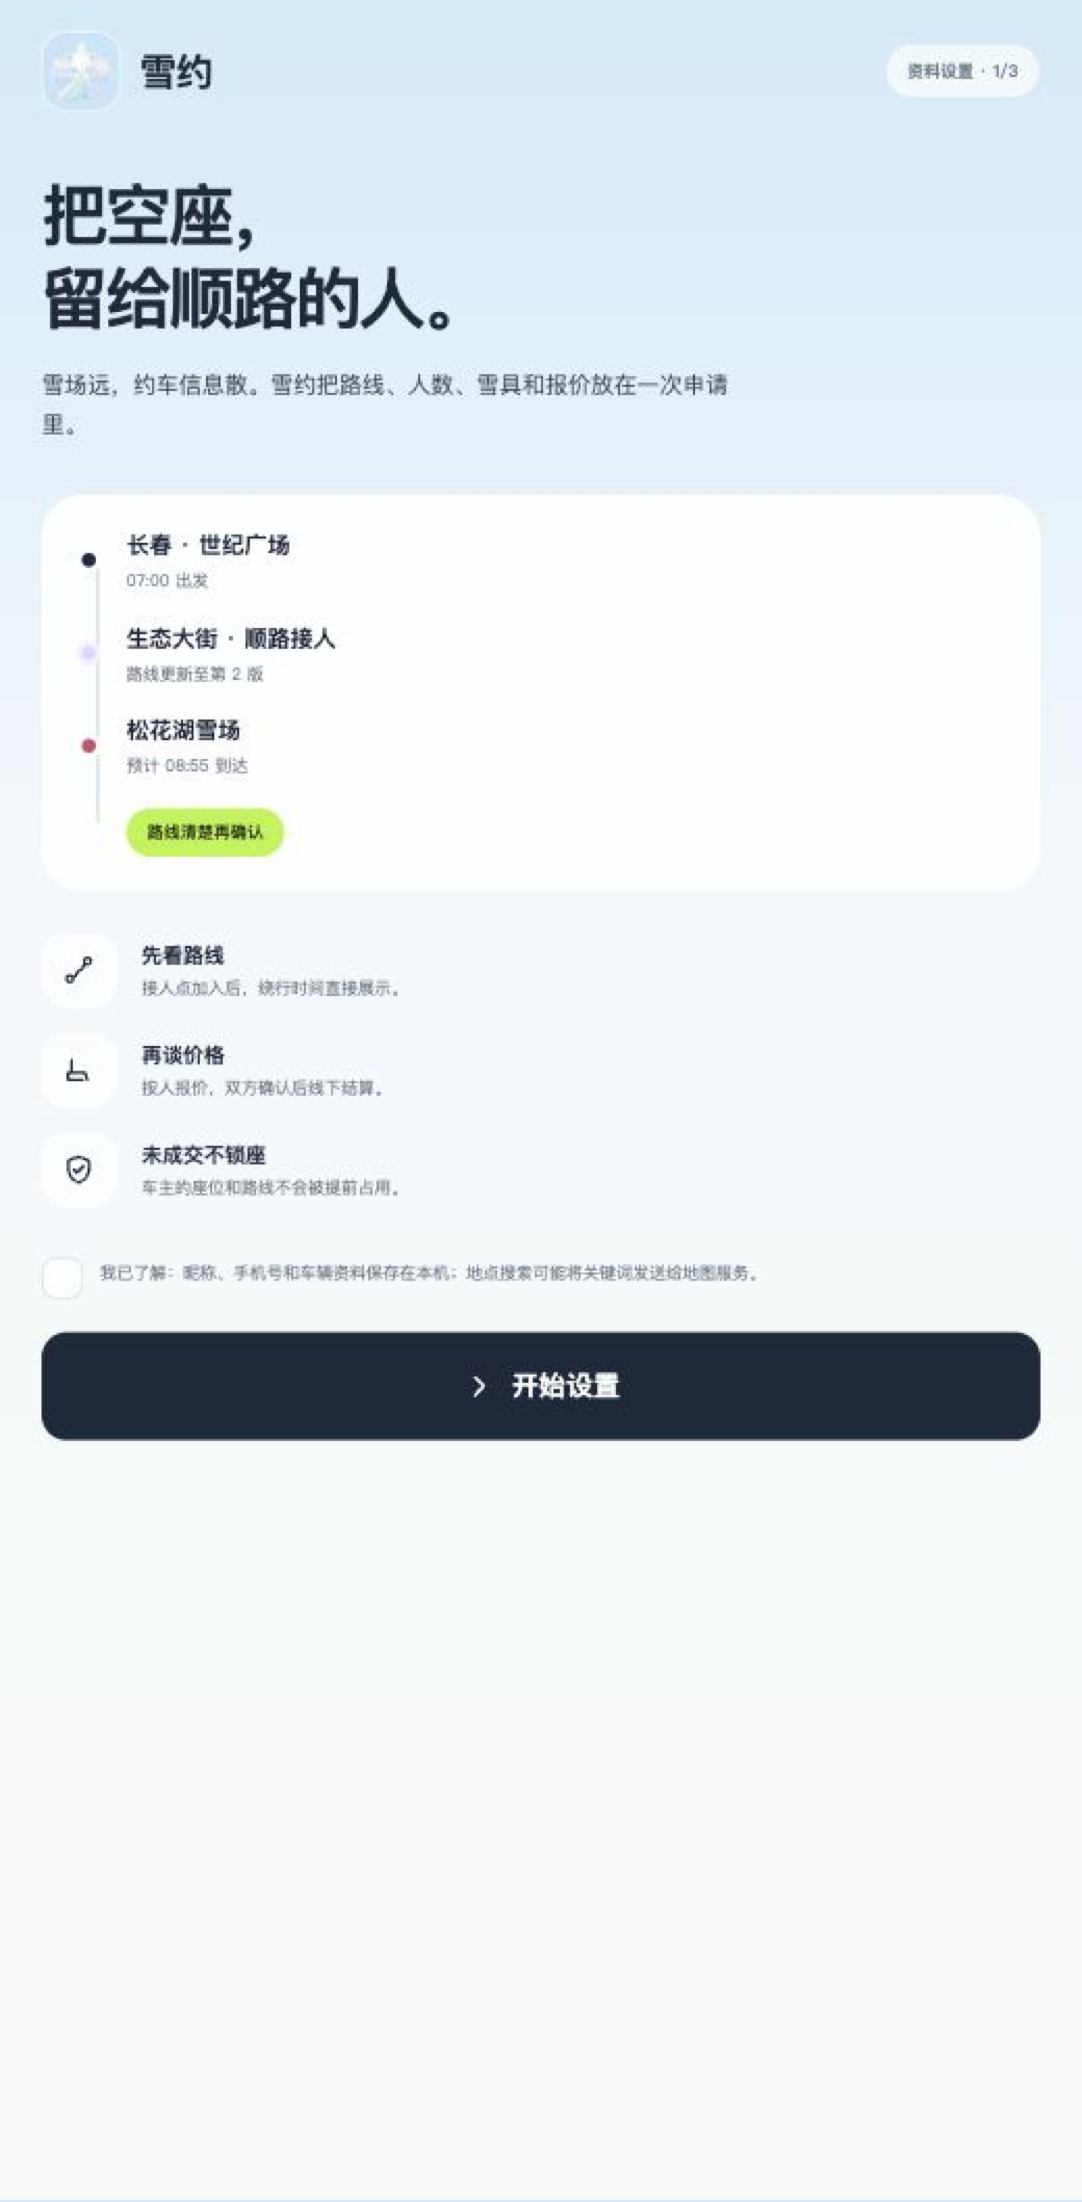 雪约
资料设置 · 1/3
把空座，
留给顺路的人。
雪场远，约车信息散。雪约把路线、人数、雪具和报价放在一次申请
里。
长春 · 世纪广场
07:00 出发
生态大街 · 顺路接人
路线更新至第 2 版
松花湖雪场
预计 08:55 到达
路线清楚再确认
先看路线
接人点加入后，绕行时间直接展示。
再谈价格
按人报价，双方确认后线下结算。
未成交不锁座
车主的座位和路线不会被提前占用。
我已了解：昵称、手机号和车辆资料保存在本机；地点搜索可能将关键词发送给地图服务。
开始设置